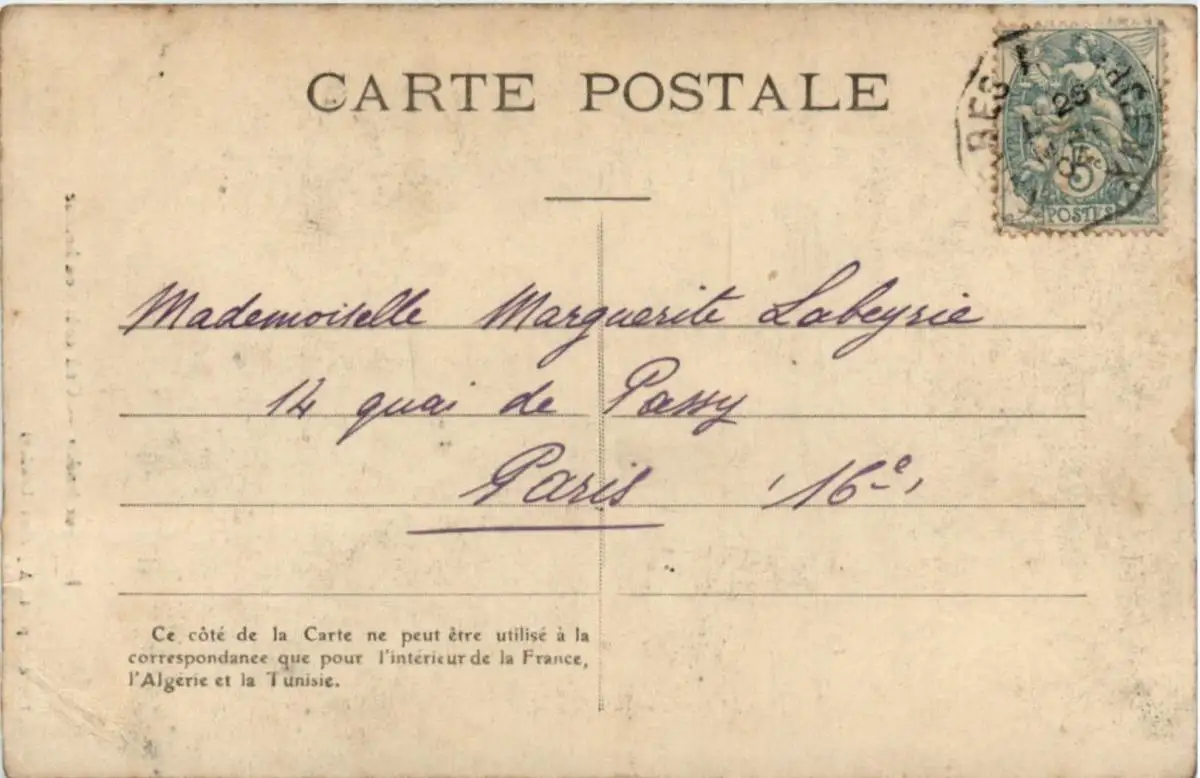 CARTE POSTALE
26
5
POSTES
Mademoiselle Marguerite Labeyrie
14 quai de Passy
Paris 16e
Ce côté de la Carte ne peut être utilisé à la
correspondance que pour l'intérieur de la France,
l'Algérie et la Tunisie.